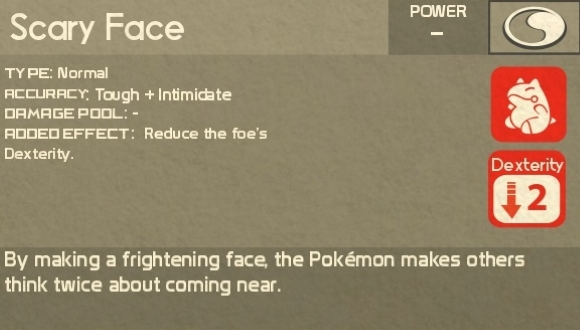 Scary Face
POWER
–
TYPE: Normal
ACCURACY: Tough + Intimidate
DAMAGE POOL: -
ADDED EFFECT: Reduce the foe's
Dexterity.
Dexterity
2
By making a frightening face, the Pokémon makes others
think twice about coming near.